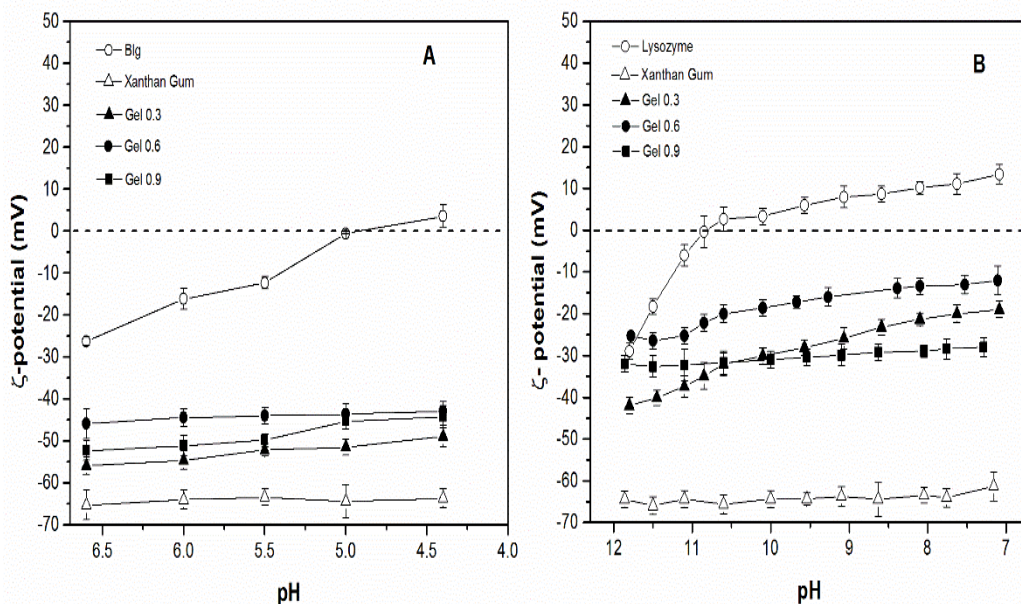 A
Blg
Xanthan Gum
Gel 0.3
Gel 0.6
Gel 0.9
50
40
30
20
10
0
-10
-20
-30
-40
-50
-60
-70
ζ-potential (mV)
6.5
6.0
5.5
5.0
4.5
4.0
pH
B
Lysozyme
Xanthan Gum
Gel 0.3
Gel 0.6
Gel 0.9
50
40
30
20
10
0
-10
-20
-30
-40
-50
-60
-70
ζ- potential (mV)
12
11
10
9
8
7
pH